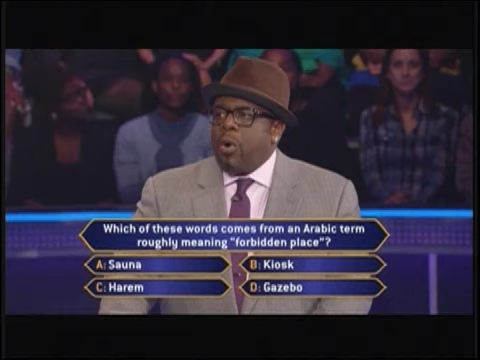 Which of these words comes from an Arabic term
roughly meaning "forbidden place"?
A: Sauna
B: Kiosk
C: Harem
D: Gazebo